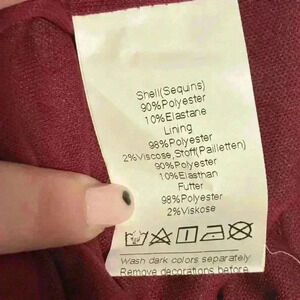 Shell(Sequins)
90%Polyester
10%Elastane
Lining
98%Polyester
2%Viscose,Stoff(Pailletten)
90%Polyester
10%Elasthan
Futter
98%Polyester
2%Viskose
Wash dark colors separately
Remove decorations before